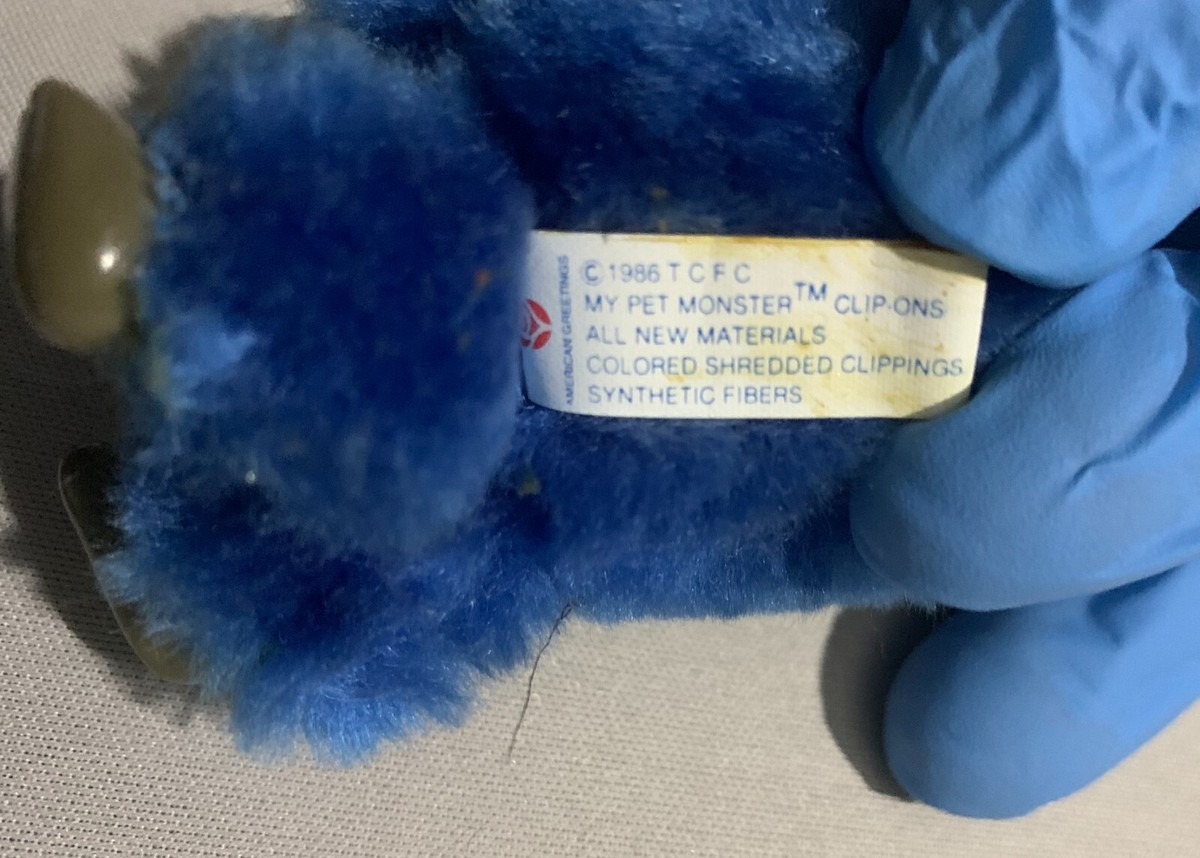 © 1986 T C F C
MY PET MONSTER™ CLIP-ONS
ALL NEW MATERIALS
COLORED SHREDDED CLIPPINGS
SYNTHETIC FIBERS
AMERICAN GREETINGS